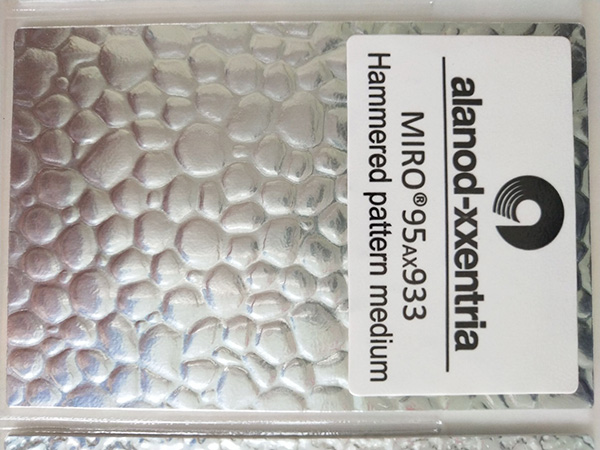 alanod-xxentria
MIRO®95AX933
Hammered pattern medium